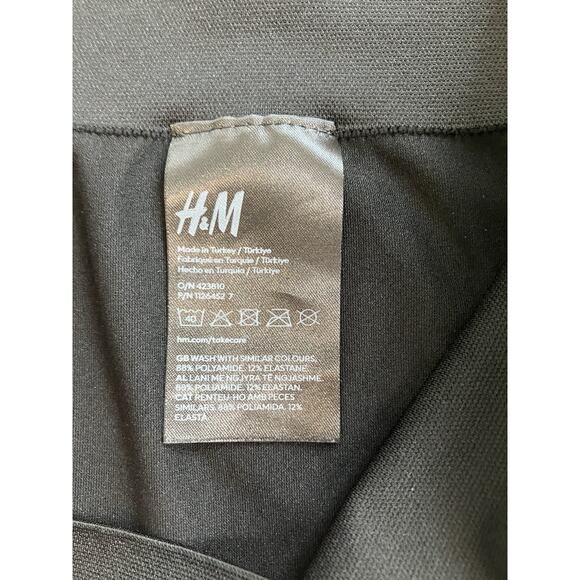 H&M
Made in Turkey / Türkiye
Fabriqué en Turquie / Türkiye
Hecho en Turquía / Türkiye
O/N 423810
P/N 1126452 7
40
hm.com/takecare
GB WASH WITH SIMILAR COLOURS.
88% POLYAMIDE. 12% ELASTANE.
AL LANI ME NGJYRA TË NGJASHME.
88% POLIAMIDE. 12% ELASTAN.
CAT RENTEU-HO AMB PECES
SIMILARS. 88% POLIAMIDA. 12%
ELASTÀ.